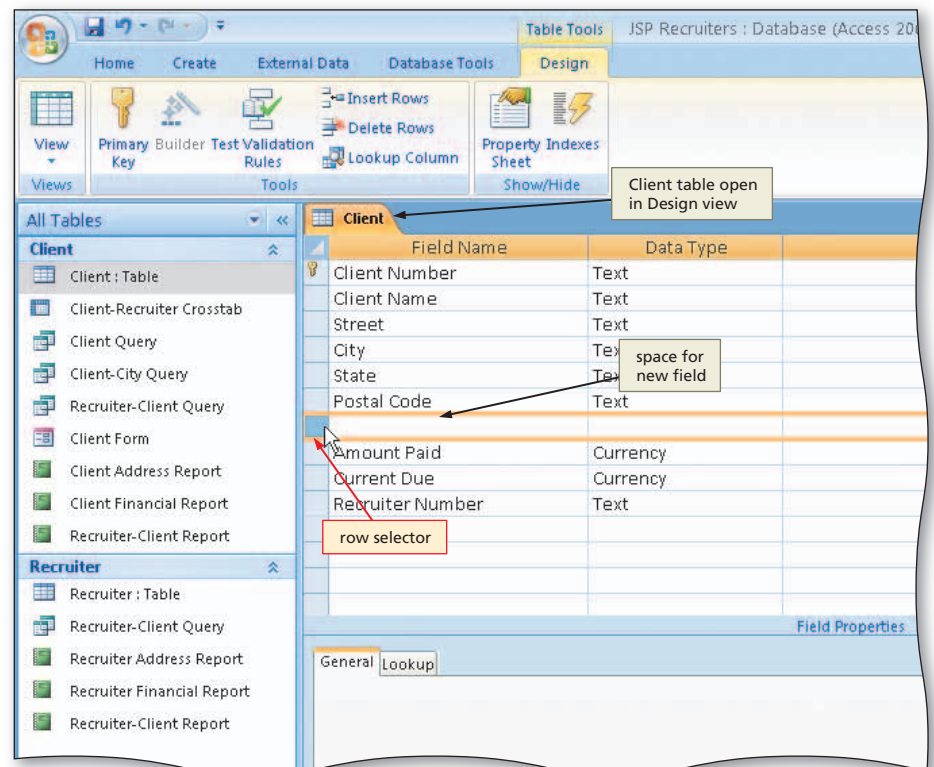 Table Tools
JSP Recruiters : Database (Access 20
Home Create External Data Database Tools Design
View
Primary Key
Builder
Test Validation Rules
Insert Rows
Delete Rows
Lookup Column
Property Sheet
Indexes
Views Tools Show/Hide
Client table open
in Design view
All Tables
Client
Client : Table
Client-Recruiter Crosstab
Client Query
Client-City Query
Recruiter-Client Query
Client Form
Client Address Report
Client Financial Report
Recruiter-Client Report
Recruiter
Recruiter : Table
Recruiter-Client Query
Recruiter Address Report
Recruiter Financial Report
Recruiter-Client Report
Client
Field Name Data Type
Client Number Text
Client Name Text
Street Text
City Tex
State Tex
Postal Code Text
space for
new field
Amount Paid Currency
Current Due Currency
Recruiter Number Text
row selector
Field Properties
General Lookup